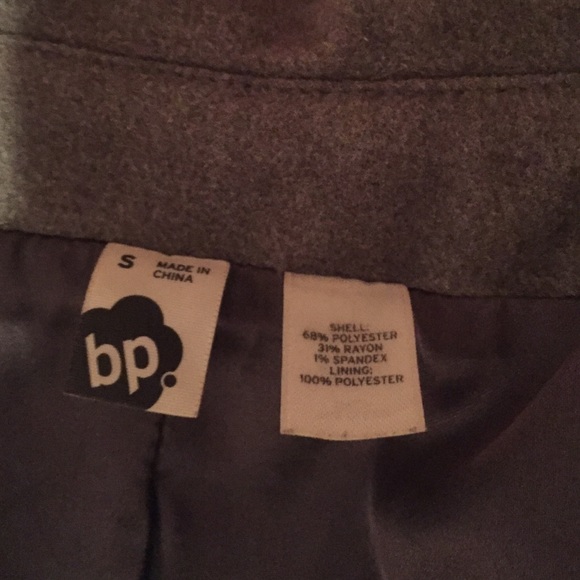 S MADE IN
CHINA
bp.
SHELL:
68% POLYESTER
31% RAYON
1% SPANDEX
LINING:
100% POLYESTER